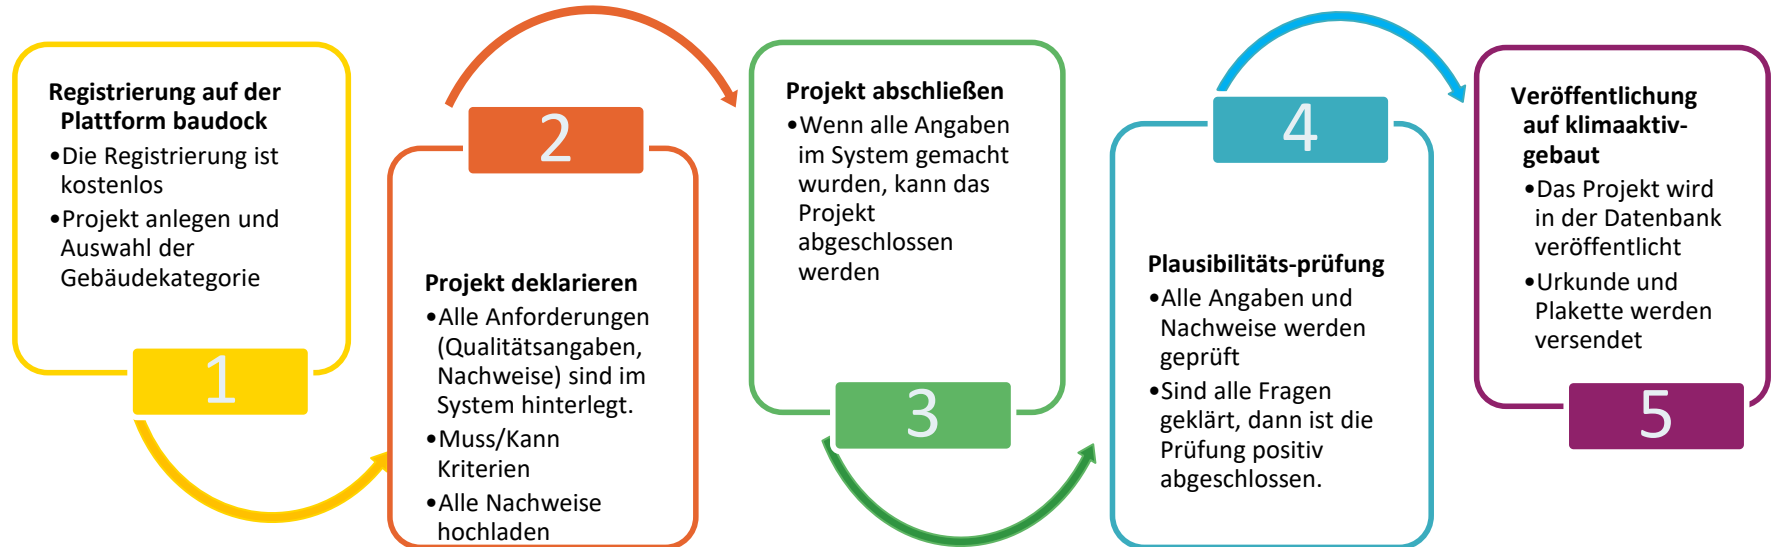 Registrierung auf der
Plattform baudock
•Die Registrierung ist
kostenlos
•Projekt anlegen und
Auswahl der
Gebäudekategorie
1
2
Projekt deklarieren
•Alle Anforderungen
(Qualitätsangaben,
Nachweise) sind im
System hinterlegt.
•Muss/Kann
Kriterien
•Alle Nachweise
hochladen
Projekt abschließen
•Wenn alle Angaben
im System gemacht
wurden, kann das
Projekt
abgeschlossen
werden
3
4
Plausibilitäts-prüfung
•Alle Angaben und
Nachweise werden
geprüft
•Sind alle Fragen
geklärt, dann ist die
Prüfung positiv
abgeschlossen.
Veröffentlichung
auf klimaaktiv-
gebaut
•Das Projekt wird
in der Datenbank
veröffentlicht
•Urkunde und
Plakette werden
versendet
5